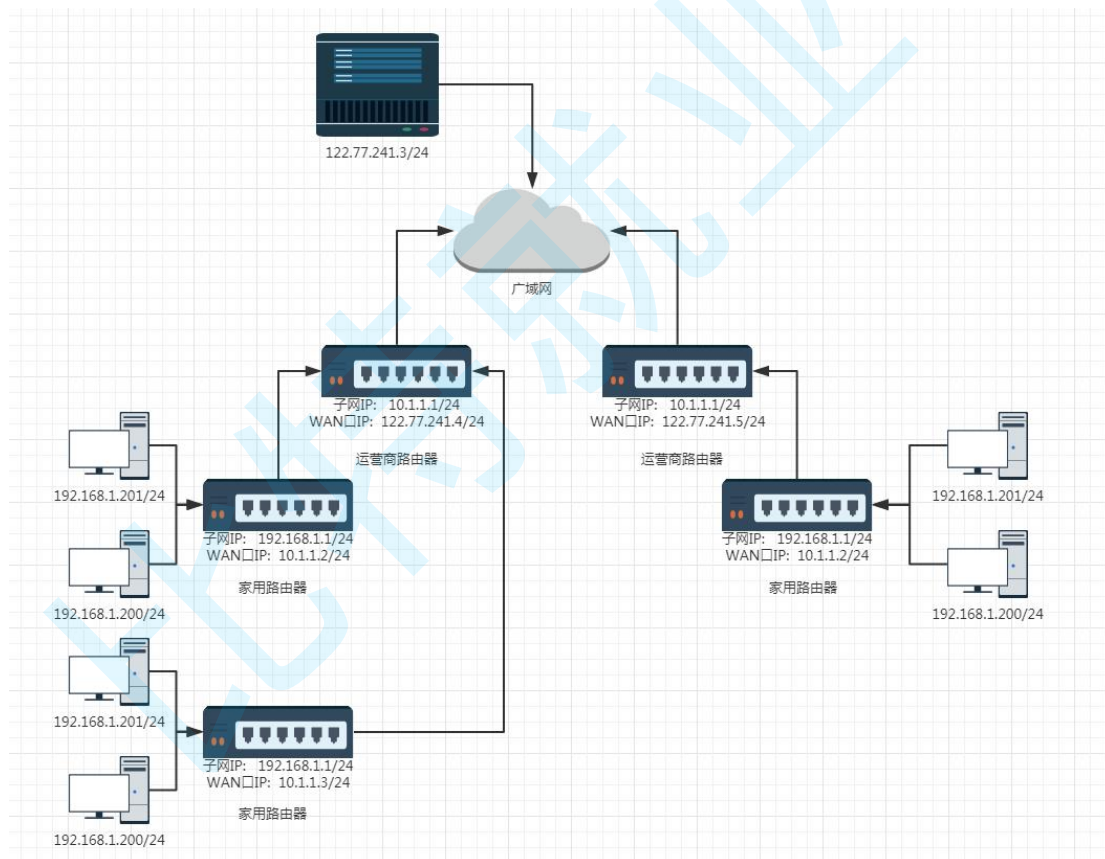 122.77.241.3/24
广域网
子网IP: 10.1.1.1/24
WAN口IP: 122.77.241.4/24
运营商路由器
子网IP: 10.1.1.1/24
WAN口IP: 122.77.241.5/24
运营商路由器
192.168.1.201/24
192.168.1.200/24
子网IP: 192.168.1.1/24
WAN口IP: 10.1.1.2/24
家用路由器
子网IP: 192.168.1.1/24
WAN口IP: 10.1.1.2/24
家用路由器
192.168.1.201/24
192.168.1.200/24
192.168.1.201/24
192.168.1.200/24
子网IP: 192.168.1.1/24
WAN口IP: 10.1.1.3/24
家用路由器
比特就业